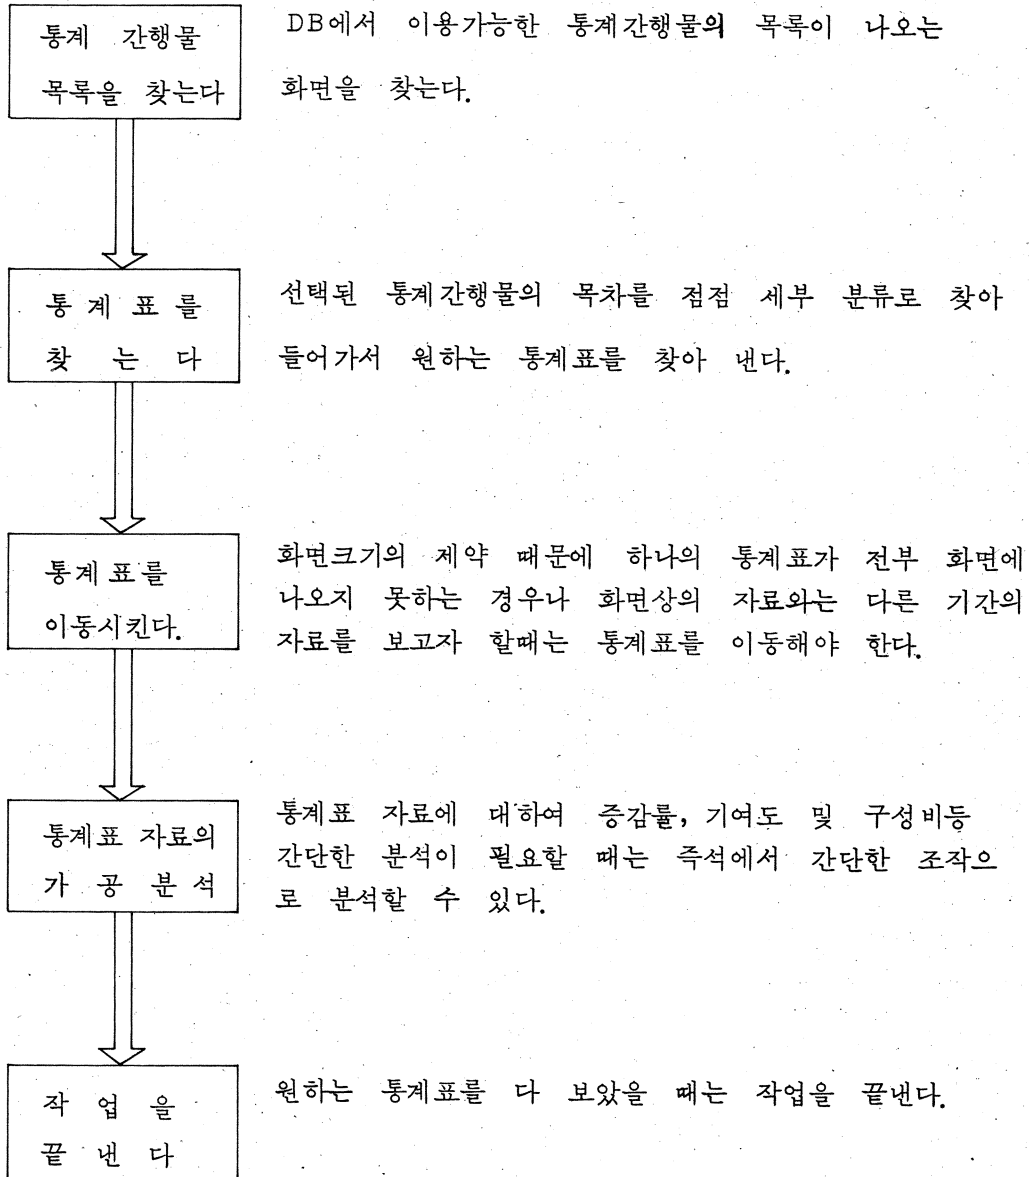 통계 간행물
목록을 찾는다
DB에서 이용가능한 통계간행물의 목록이 나오는
화면을 찾는다.
통 계 표 를
찾 는 다
선택된 통계간행물의 목차를 점점 세부 분류로 찾아
들어가서 원하는 통계표를 찾아 낸다.
통계표를
이동시킨다.
화면크기의 제약 때문에 하나의 통계표가 전부 화면에
나오지 못하는 경우나 화면상의 자료와는 다른 기간의
자료를 보고자 할때는 통계표를 이동해야 한다.
통계표 자료의
가 공 분 석
통계표 자료에 대하여 증감률, 기여도 및 구성비등
간단한 분석이 필요할 때는 즉석에서 간단한 조작으
로 분석할 수 있다.
작 업 을
끝 낸 다
원하는 통계표를 다 보았을 때는 작업을 끝낸다.